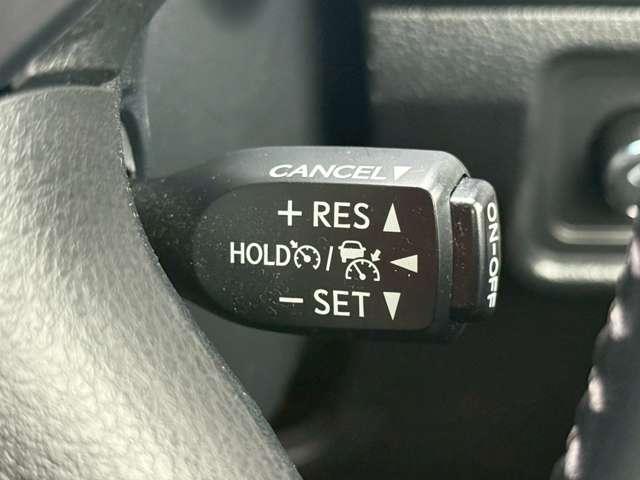 CANCEL▼
+ RES ▲
HOLD / ◀
− SET ▼
ON-OFF